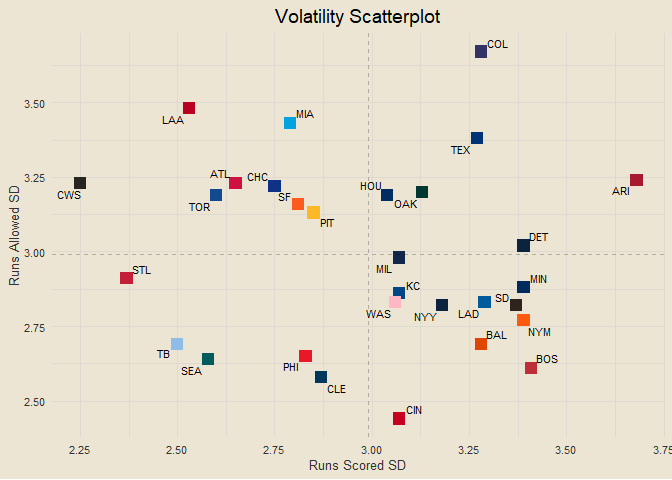 Volatility Scatterplot
COL
3.50
LAA
MIA
TEX
3.25
CWS
ATL
CHC
TOR
SF
PIT
HOU
OAK
ARI
Runs Allowed SD
3.00
DET
MIL
STL
KC
WAS
NYY
LAD
SD
MIN
NYM
2.75
TB
SEA
PHI
CLE
BAL
BOS
2.50
CIN
2.25 2.50 2.75 3.00 3.25 3.50 3.75
Runs Scored SD